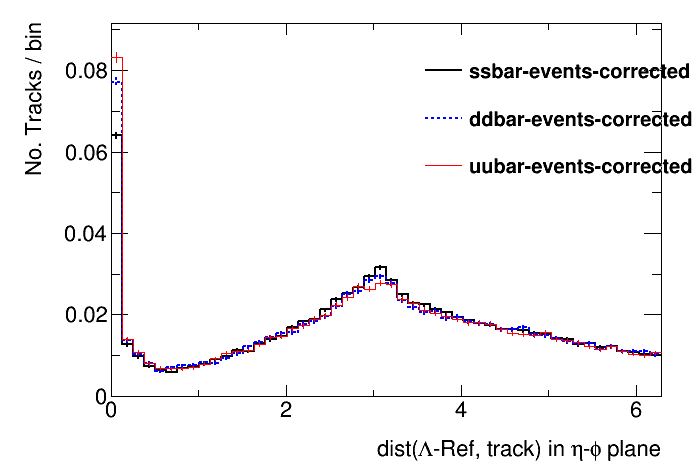 No. Tracks / bin
0.08
0.06
0.04
0.02
0
0
2
4
6
ssbar-events-corrected
ddbar-events-corrected
uubar-events-corrected
dist(Λ-Ref, track) in η-ϕ plane